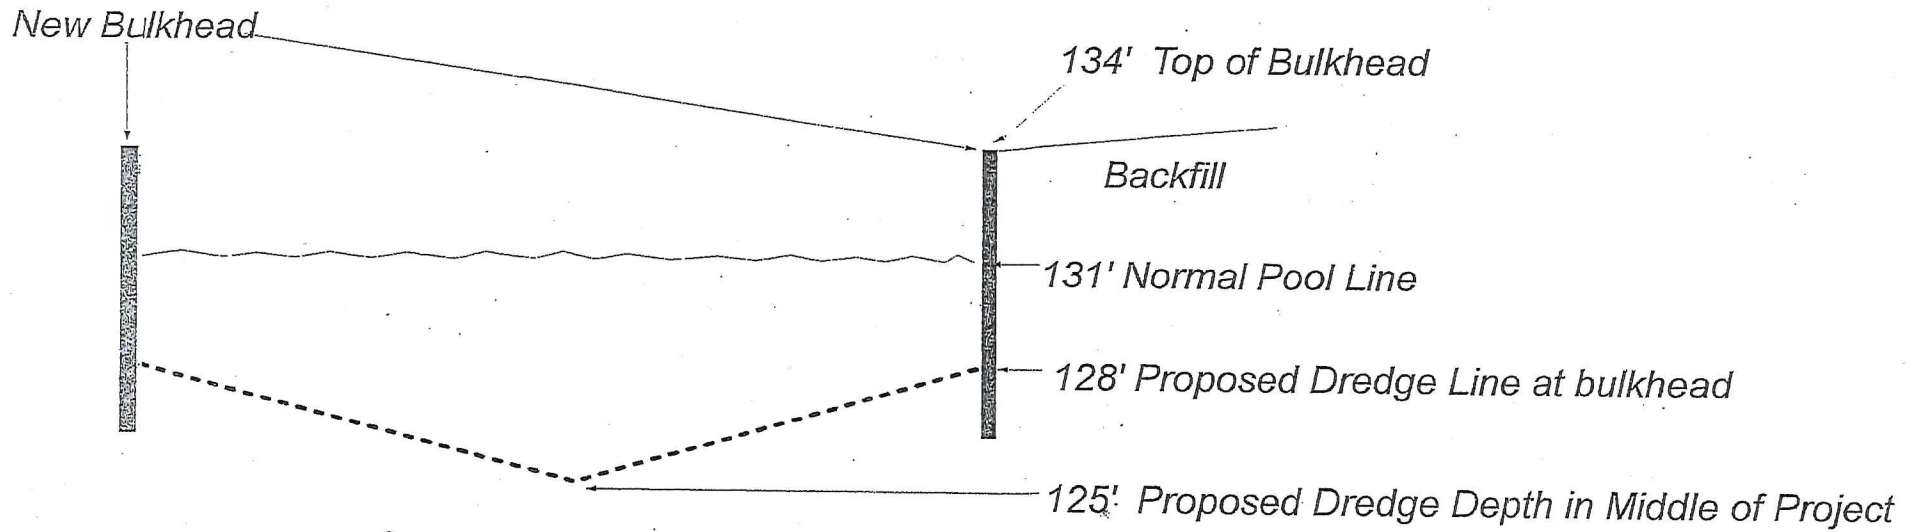 New Bulkhead
134' Top of Bulkhead
Backfill
131' Normal Pool Line
128' Proposed Dredge Line at bulkhead
125' Proposed Dredge Depth in Middle of Project